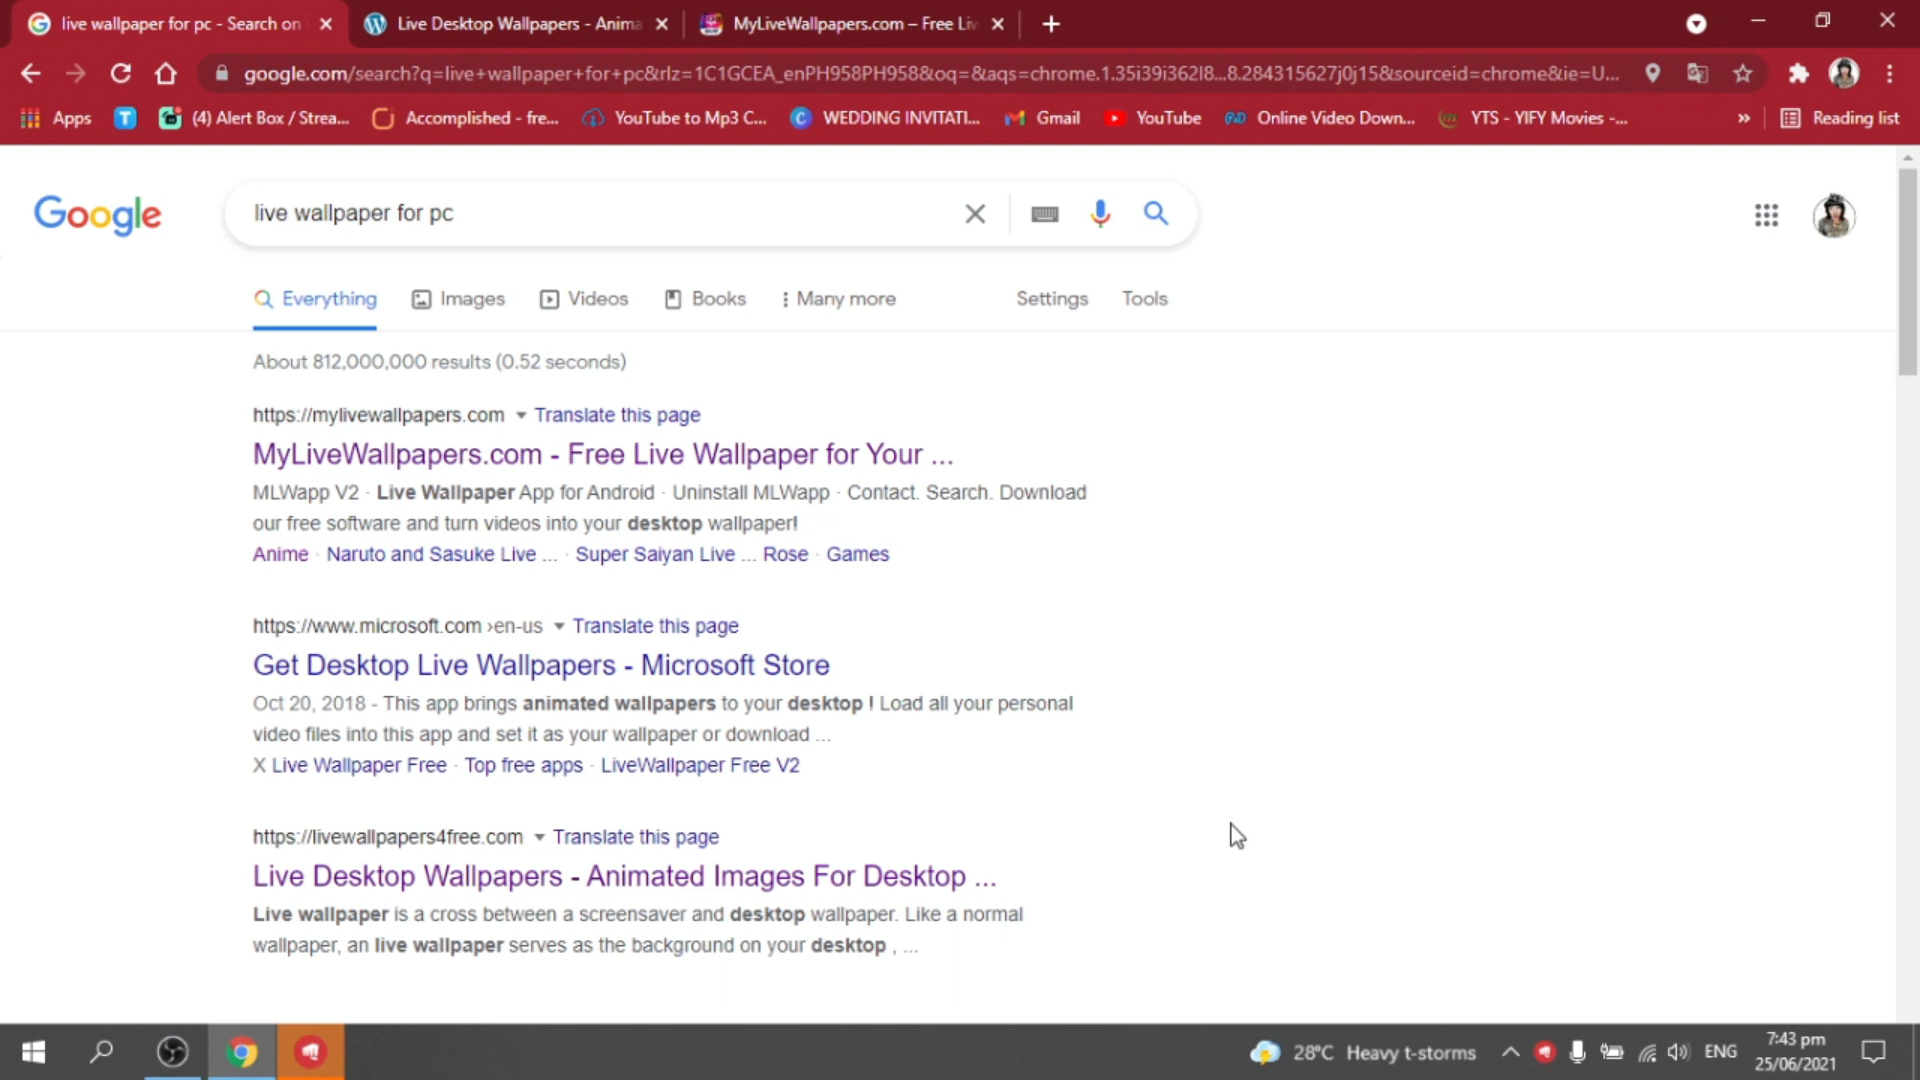 live wallpaper for pc - Search on
Live Desktop Wallpapers - Anima
MyLiveWallpapers.com – Free Liv
google.com/search?q=live+wallpaper+for+pc&rlz=1C1GCEA_enPH958PH958&oq=&aqs=chrome.1.35i39i362l8...8.284315627j0j15&sourceid=chrome&ie=U...
Apps
(4) Alert Box / Strea...
Accomplished - fre...
YouTube to Mp3 C...
WEDDING INVITATI...
Gmail
YouTube
Online Video Down...
YTS - YIFY Movies -...
»
Reading list
Google
live wallpaper for pc
Everything
Images
Videos
Books
Many more
Settings
Tools
About 812,000,000 results (0.52 seconds)
https://mylivewallpapers.com Translate this page
MyLiveWallpapers.com - Free Live Wallpaper for Your ...
MLWapp V2 · Live Wallpaper App for Android · Uninstall MLWapp · Contact. Search. Download
our free software and turn videos into your desktop wallpaper!
Anime · Naruto and Sasuke Live ... · Super Saiyan Live ... Rose · Games
https://www.microsoft.com ›en-us Translate this page
Get Desktop Live Wallpapers - Microsoft Store
Oct 20, 2018 - This app brings animated wallpapers to your desktop ! Load all your personal
video files into this app and set it as your wallpaper or download ...
X Live Wallpaper Free · Top free apps · LiveWallpaper Free V2
https://livewallpapers4free.com Translate this page
Live Desktop Wallpapers - Animated Images For Desktop ...
Live wallpaper is a cross between a screensaver and desktop wallpaper. Like a normal
wallpaper, an live wallpaper serves as the background on your desktop , ...
28°C Heavy t-storms
ENG
7:43 pm
25/06/2021